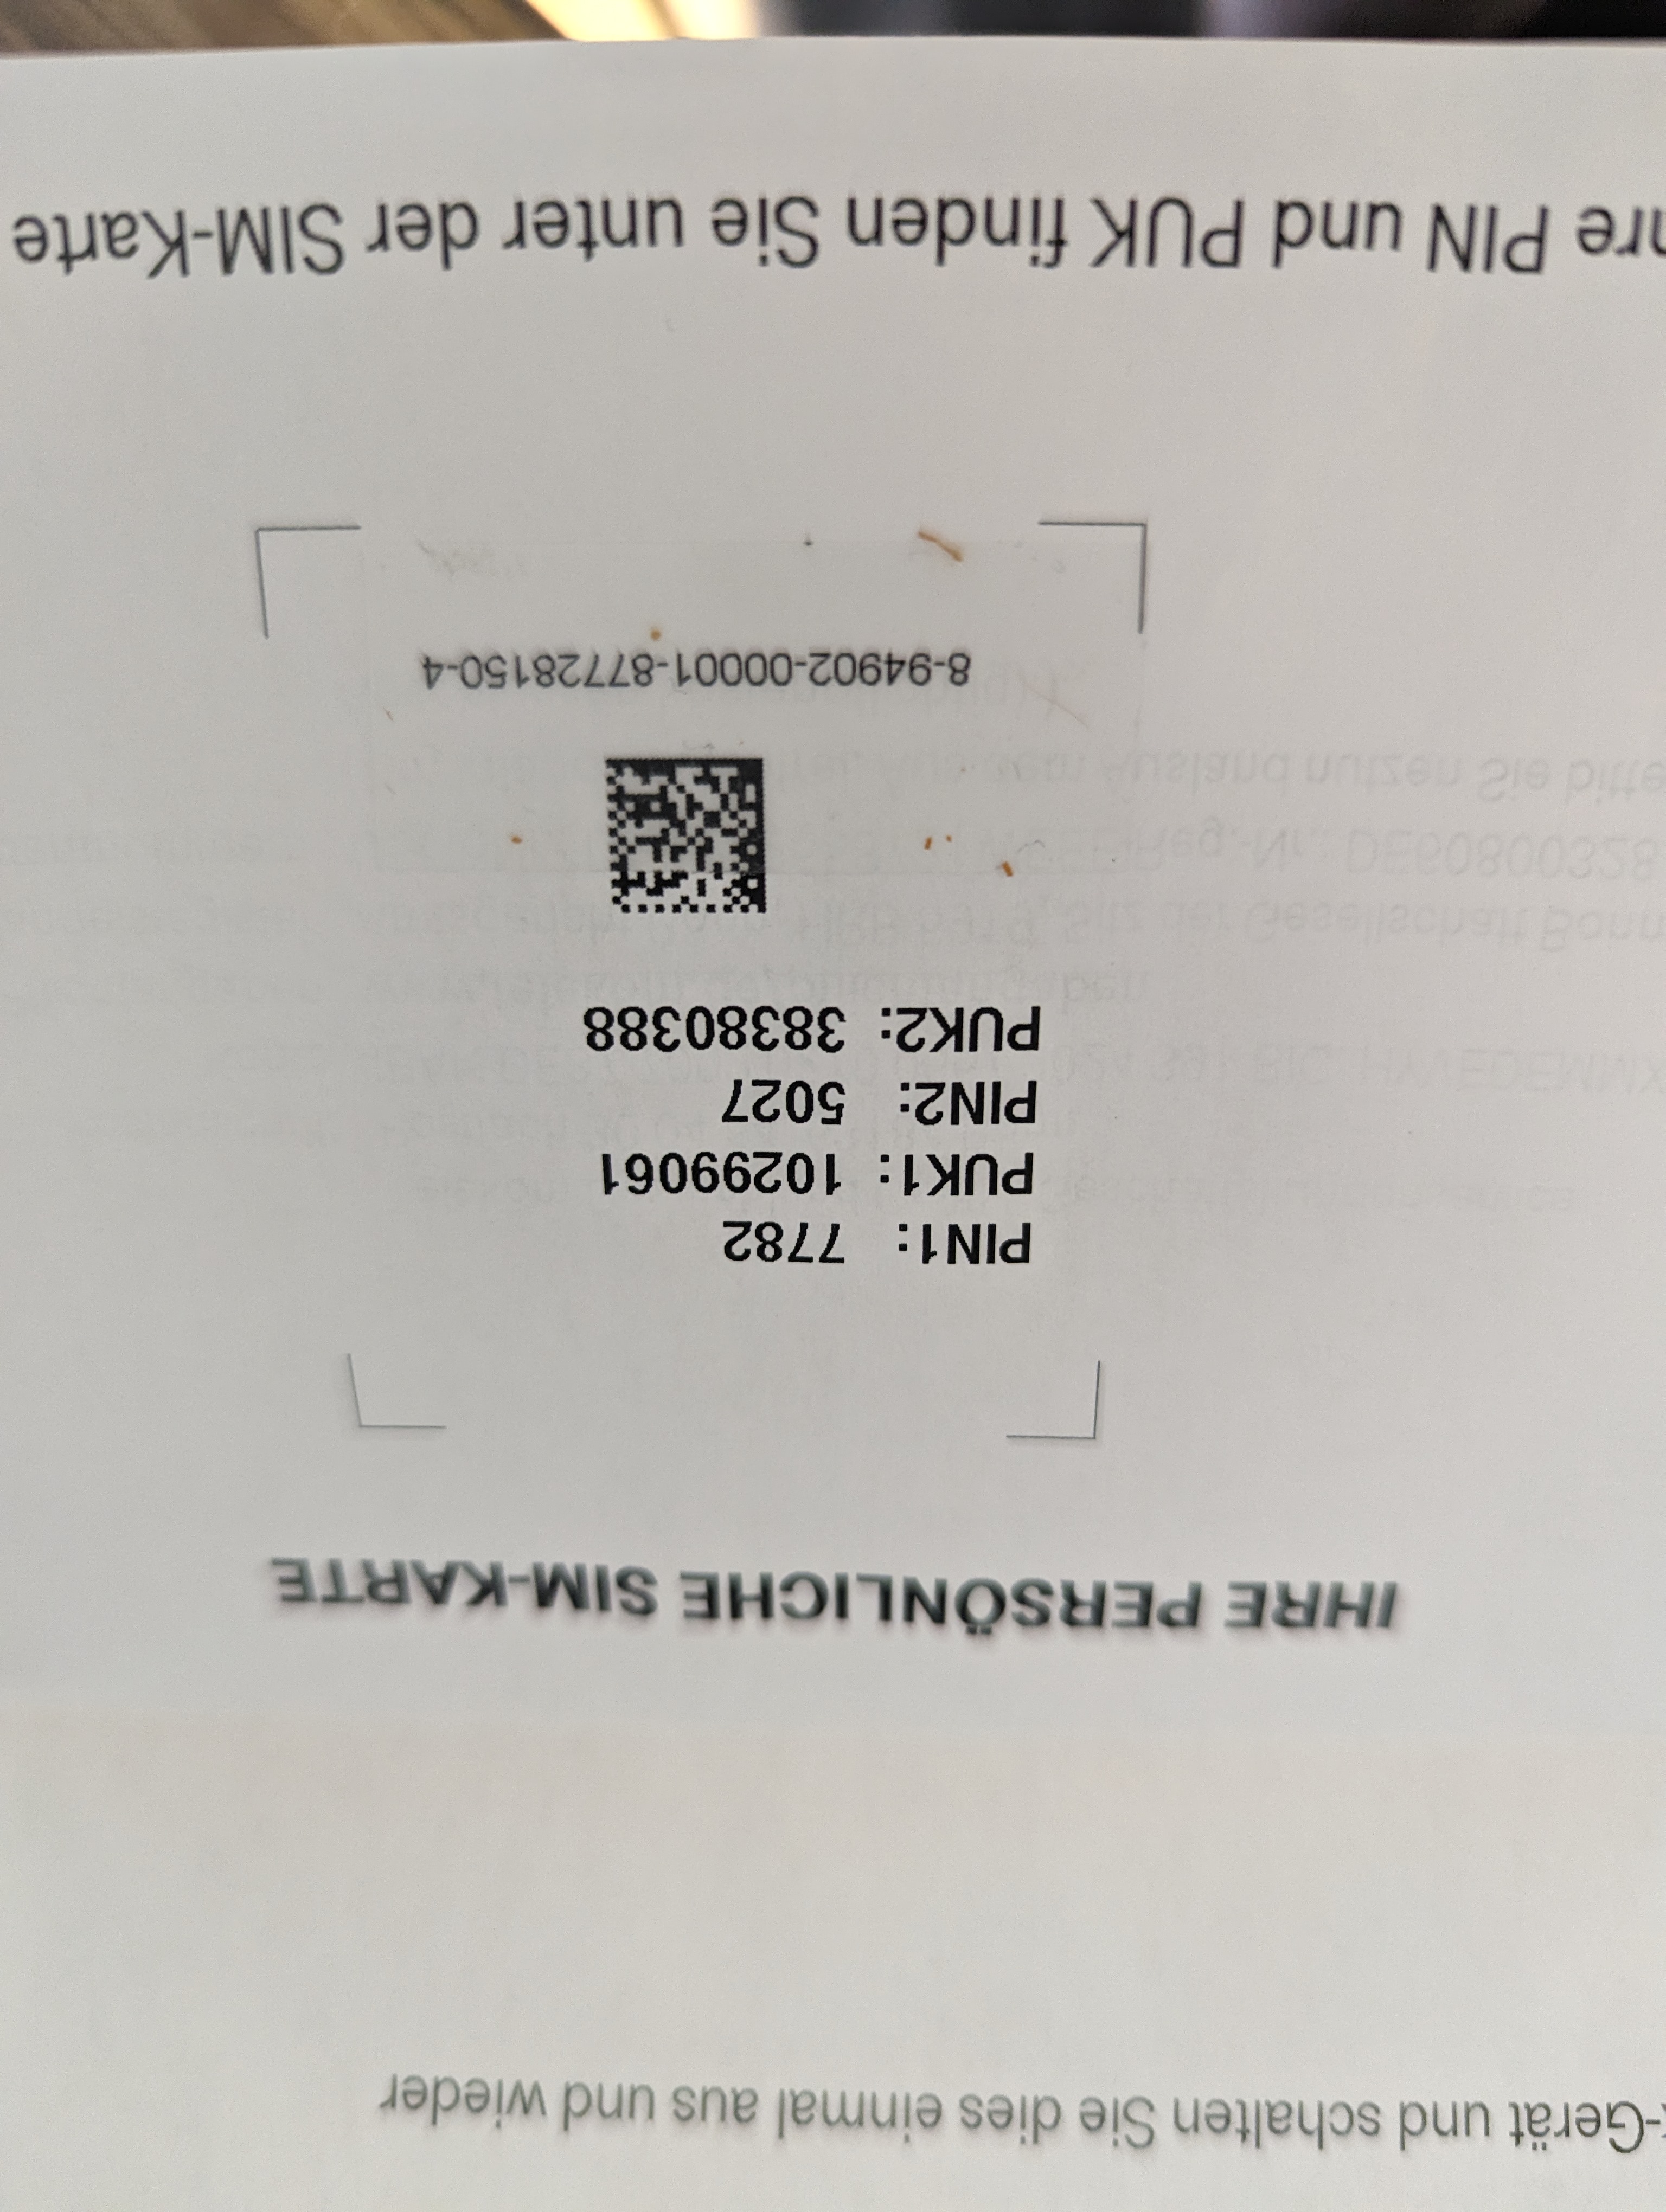 -Gerät und schalten Sie dies einmal aus und wieder
IHRE PERSÖNLICHE SIM-KARTE
PIN1: 7782
PUK1: 10299061
PIN2: 5027
PUK2: 38380388
8-94902-00001-87728150-4
hre PIN und PUK finden Sie unter der SIM-Karte